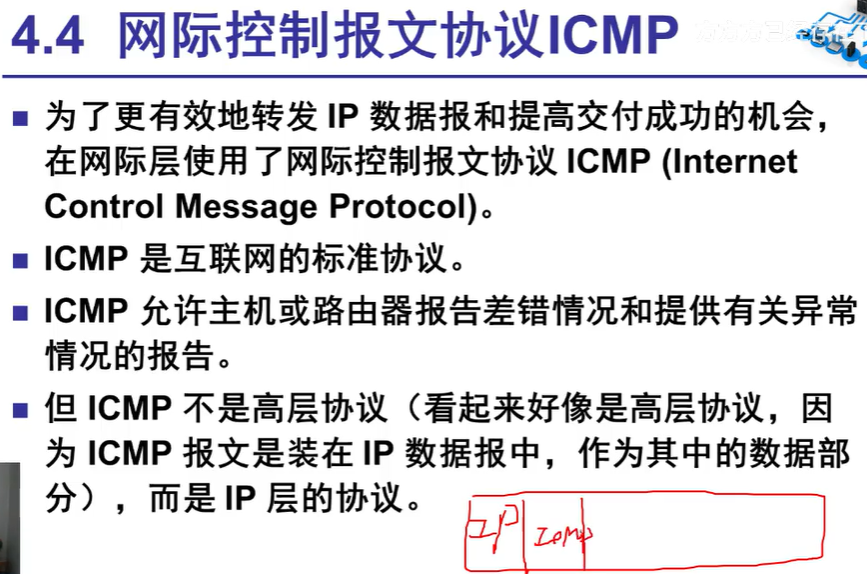 4.4 网际控制报文协议ICMP
■ 为了更有效地转发 IP 数据报和提高交付成功的机会，
在网际层使用了网际控制报文协议 ICMP (Internet
Control Message Protocol)。
■ ICMP 是互联网的标准协议。
■ ICMP 允许主机或路由器报告差错情况和提供有关异常
情况的报告。
■ 但 ICMP 不是高层协议（看起来好像是高层协议，因
为 ICMP 报文是装在 IP 数据报中，作为其中的数据部
分），而是 IP 层的协议。
IP ICMP